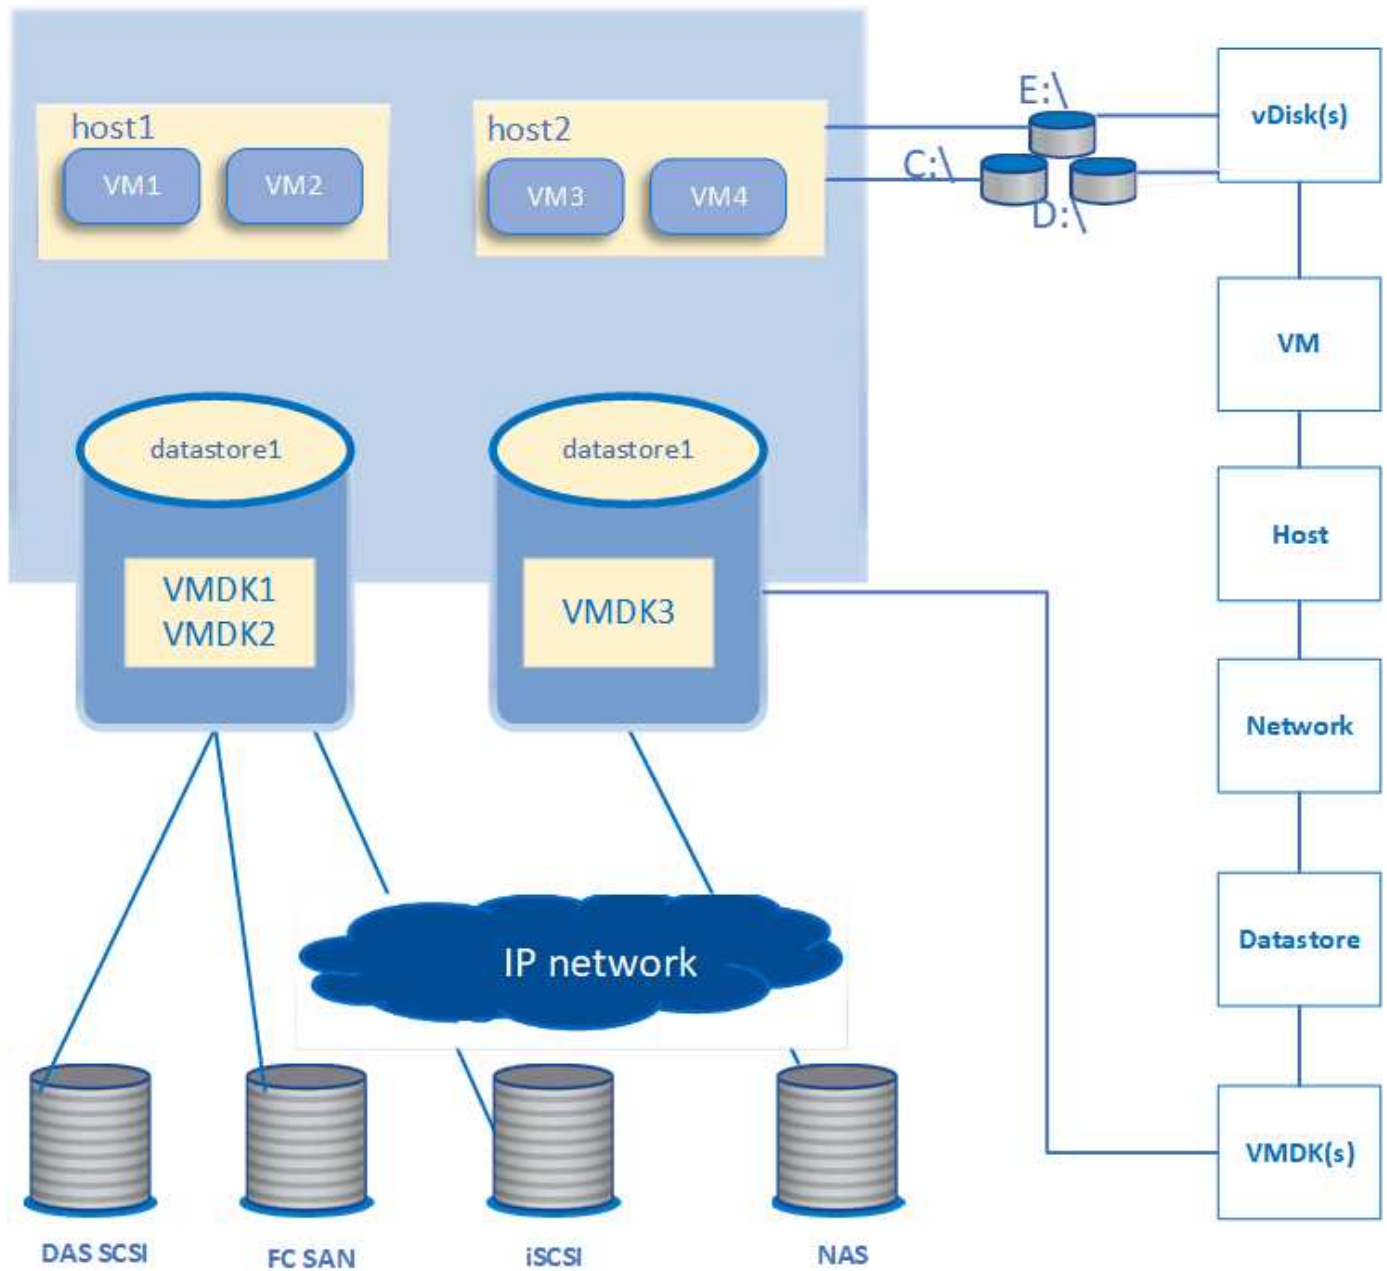 host1
VM1
VM2
host2
VM3
VM4
E:\
C:\
D:\
vDisk(s)
VM
Host
Network
Datastore
VMDK(s)
datastore1
VMDK1
VMDK2
datastore1
VMDK3
IP network
DAS SCSI
FC SAN
iSCSI
NAS